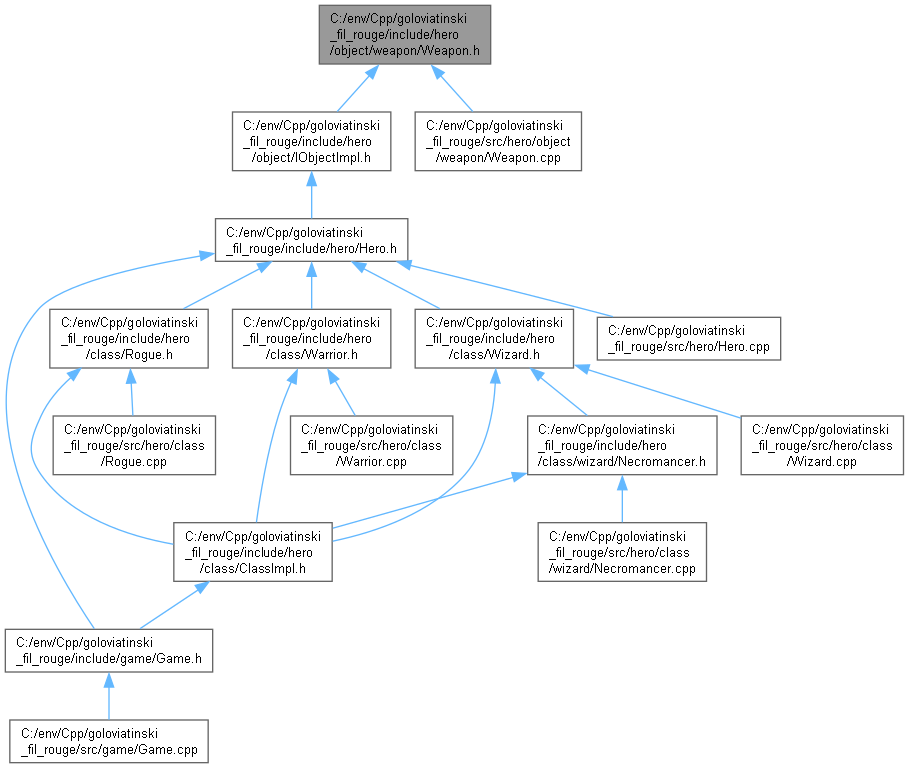 C:/env/Cpp/goloviatinski
_fil_rouge/include/hero
/object/weapon/Weapon.h
C:/env/Cpp/goloviatinski
_fil_rouge/include/hero
/object/IObjectImpl.h
C:/env/Cpp/goloviatinski
_fil_rouge/src/hero/object
/weapon/Weapon.cpp
C:/env/Cpp/goloviatinski
_fil_rouge/include/hero/Hero.h
C:/env/Cpp/goloviatinski
_fil_rouge/include/hero
/class/Rogue.h
C:/env/Cpp/goloviatinski
_fil_rouge/include/hero
/class/Warrior.h
C:/env/Cpp/goloviatinski
_fil_rouge/include/hero
/class/Wizard.h
C:/env/Cpp/goloviatinski
_fil_rouge/src/hero/Hero.cpp
C:/env/Cpp/goloviatinski
_fil_rouge/src/hero/class
/Rogue.cpp
C:/env/Cpp/goloviatinski
_fil_rouge/src/hero/class
/Warrior.cpp
C:/env/Cpp/goloviatinski
_fil_rouge/include/hero
/class/wizard/Necromancer.h
C:/env/Cpp/goloviatinski
_fil_rouge/src/hero/class
/Wizard.cpp
C:/env/Cpp/goloviatinski
_fil_rouge/include/hero
/class/ClassImpl.h
C:/env/Cpp/goloviatinski
_fil_rouge/src/hero/class
/wizard/Necromancer.cpp
C:/env/Cpp/goloviatinski
_fil_rouge/include/game/Game.h
C:/env/Cpp/goloviatinski
_fil_rouge/src/game/Game.cpp